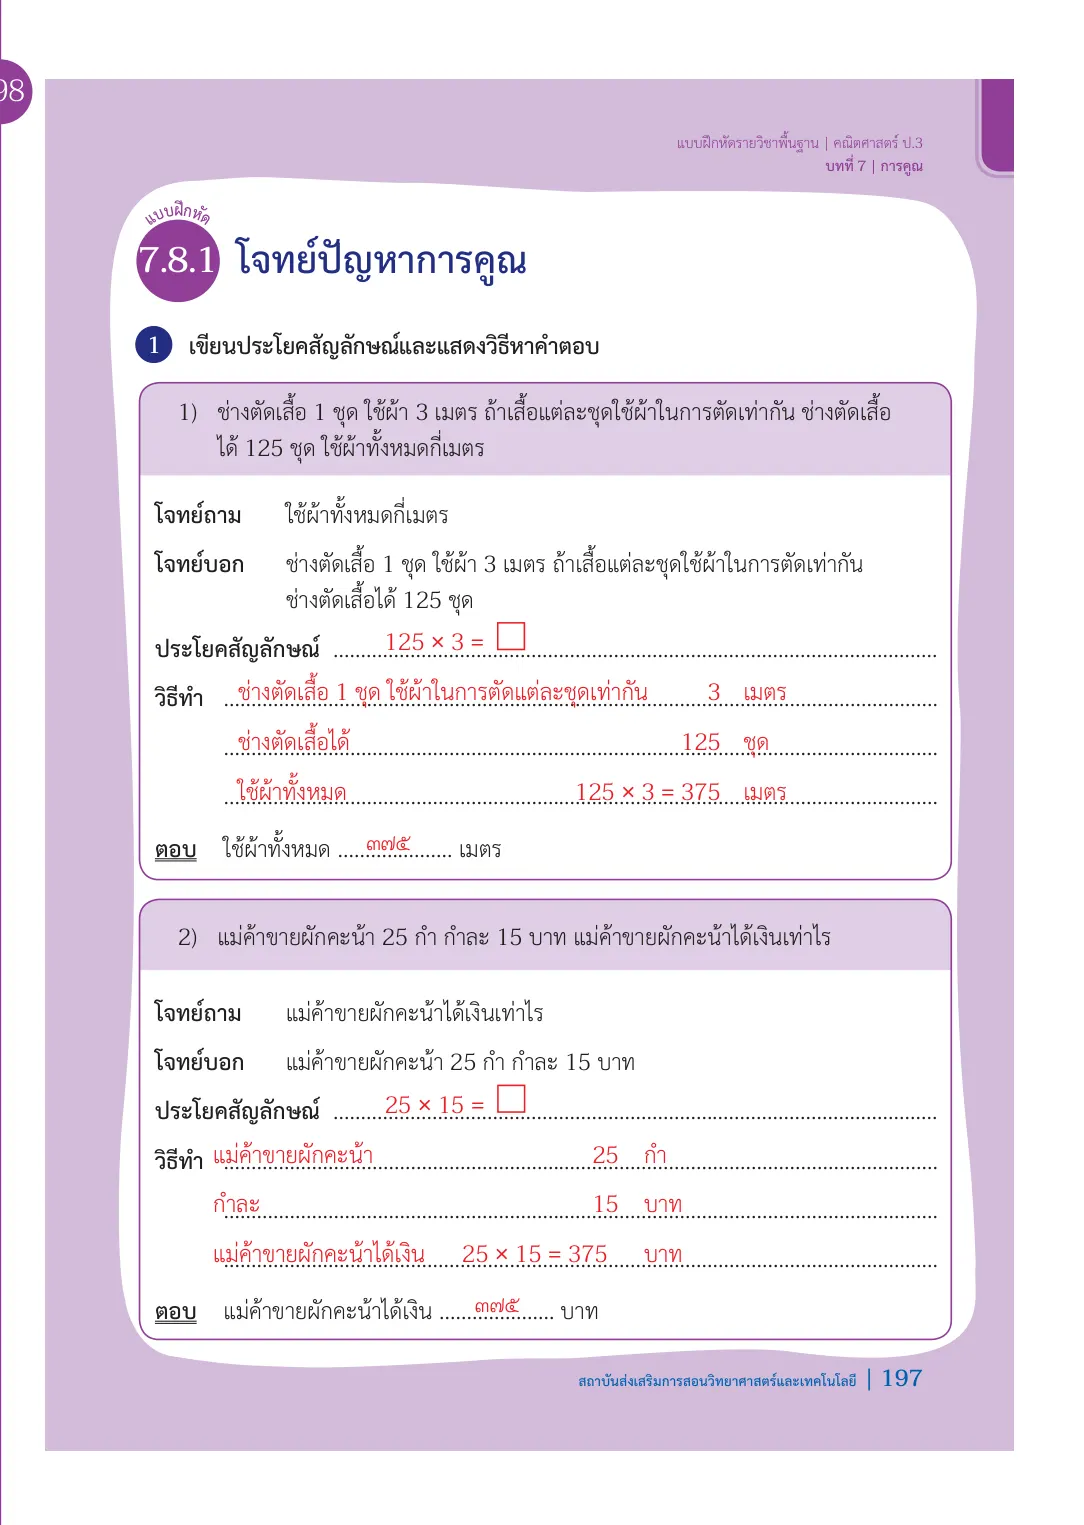 98
แบบฝึกหัดรายวิชาพื้นฐาน | คณิตศาสตร์ ป.3
บทที่ 7 | การคูณ
แบบฝึกหัด
7.8.1 โจทย์ปัญหาการคูณ
1 เขียนประโยคสัญลักษณ์และแสดงวิธีหาคำตอบ
1) ช่างตัดเสื้อ 1 ชุด ใช้ผ้า 3 เมตร ถ้าเสื้อแต่ละชุดใช้ผ้าในการตัดเท่ากัน ช่างตัดเสื้อ
ได้ 125 ชุด ใช้ผ้าทั้งหมดกี่เมตร
โจทย์ถาม ใช้ผ้าทั้งหมดกี่เมตร
โจทย์บอก ช่างตัดเสื้อ 1 ชุด ใช้ผ้า 3 เมตร ถ้าเสื้อแต่ละชุดใช้ผ้าในการตัดเท่ากัน
ช่างตัดเสื้อได้ 125 ชุด
ประโยคสัญลักษณ์ 125 × 3 = □
วิธีทำ ช่างตัดเสื้อ 1 ชุด ใช้ผ้าในการตัดแต่ละชุดเท่ากัน 3 เมตร
ช่างตัดเสื้อได้ 125 ชุด
ใช้ผ้าทั้งหมด 125 × 3 = 375 เมตร
ตอบ ใช้ผ้าทั้งหมด ๓๗๕ เมตร
2) แม่ค้าขายผักคะน้า 25 กำ กำละ 15 บาท แม่ค้าขายผักคะน้าได้เงินเท่าไร
โจทย์ถาม แม่ค้าขายผักคะน้าได้เงินเท่าไร
โจทย์บอก แม่ค้าขายผักคะน้า 25 กำ กำละ 15 บาท
ประโยคสัญลักษณ์ 25 × 15 = □
วิธีทำ แม่ค้าขายผักคะน้า 25 กำ
กำละ 15 บาท
แม่ค้าขายผักคะน้าได้เงิน 25 × 15 = 375 บาท
ตอบ แม่ค้าขายผักคะน้าได้เงิน ๓๗๕ บาท
สถาบันส่งเสริมการสอนวิทยาศาสตร์และเทคโนโลยี | 197